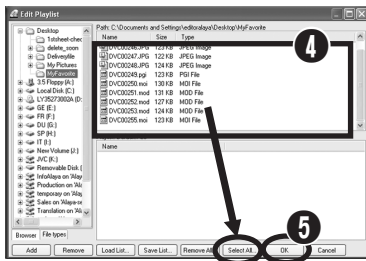 Edit Playlist
Path: C:\Documents and Settings\editoralaya\Desktop\MyFavorite
Name Size Type
Desktop
1stsheet-chec
delete_soon
Deliveryfile
My Pictures
MyFavorite
3.5 Floppy (A:)
Local Disk (C:)
LY35273002A (D:
GE (E:)
FR (F:)
DU (G:)
SP (H:)
IT (I:)
New Volume (J:)
JVC (K:)
Removable Disk (
InfoAlaya on 'Alay
Production on 'Ala
temporary on 'Alay
Sales on 'Alaya-se
Translation on 'Ala
Browser File types
DVC00246.JPG 123 KB JPEG Image
DVC00247.JPG 122 KB JPEG Image
DVC00248.JPG 124 KB JPEG Image
DVC00249.pgi 123 KB PGI File
DVC00250.moi 130 KB MOI File
DVC00251.mod 131 KB MOD File
DVC00252.mod 127 KB MOD File
DVC00253.mod 124 KB MOD File
DVC00255.moi 123 KB MOI File
4
Name
5
Add Remove Load List... Save List... Remove All Select All OK Cancel